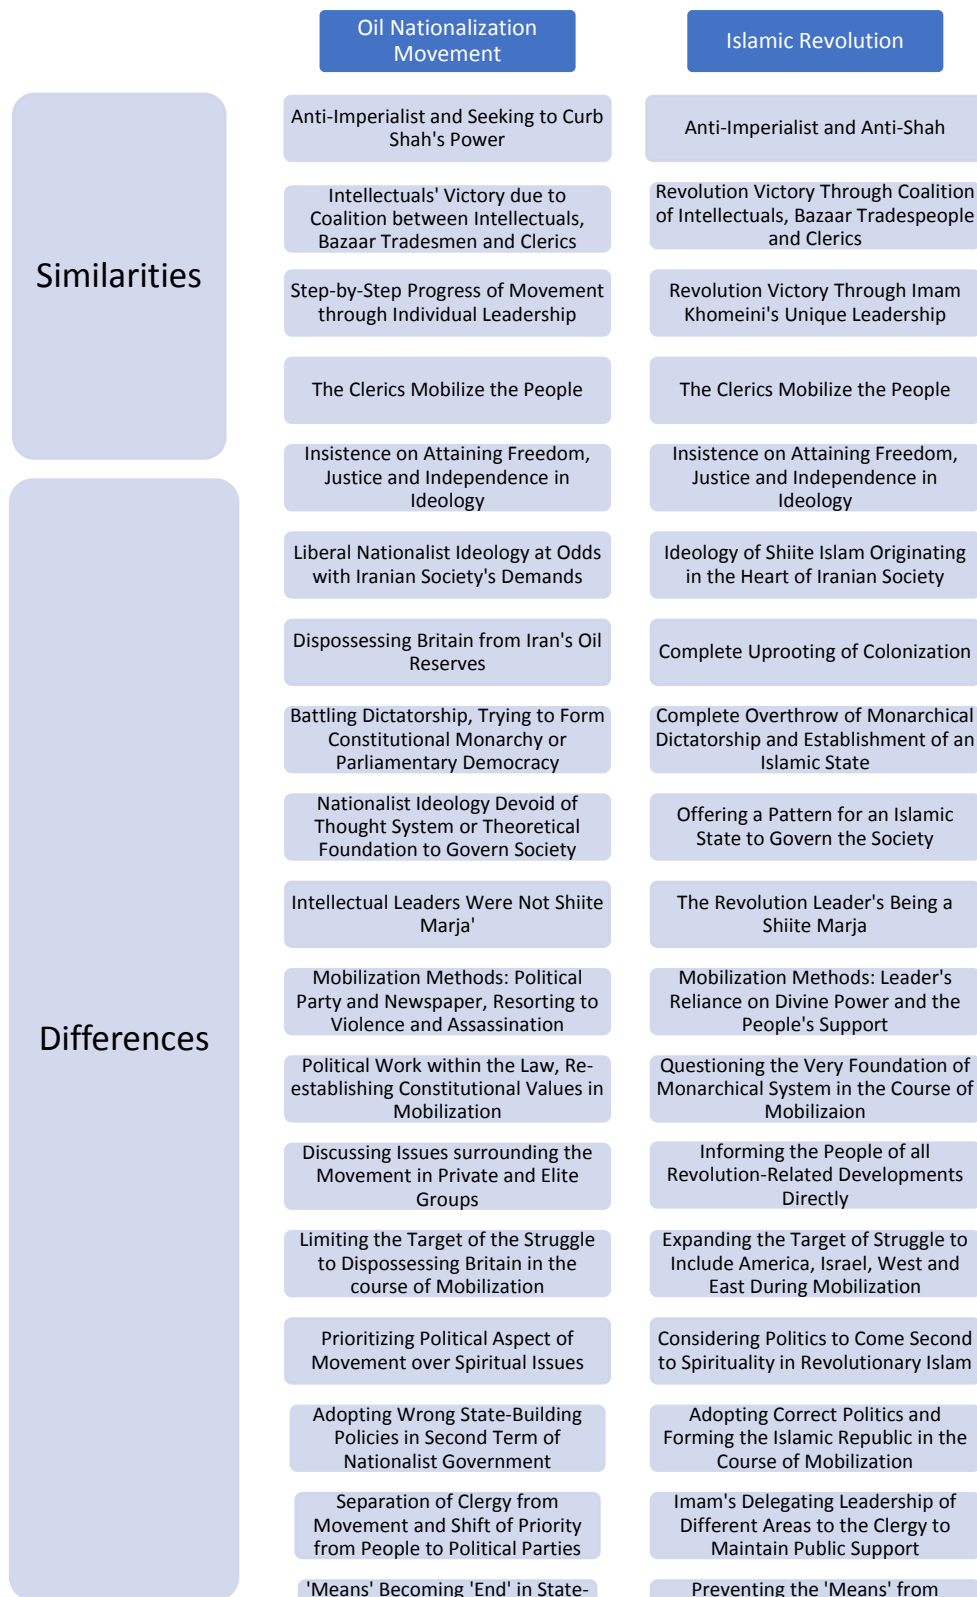 Oil Nationalization
Movement
Islamic Revolution
Similarities
Anti-Imperialist and Seeking to Curb
Shah's Power
Anti-Imperialist and Anti-Shah
Intellectuals' Victory due to
Coalition between Intellectuals,
Bazaar Tradesmen and Clerics
Revolution Victory Through Coalition
of Intellectuals, Bazaar Tradespeople
and Clerics
Step-by-Step Progress of Movement
through Individual Leadership
Revolution Victory Through Imam
Khomeini's Unique Leadership
The Clerics Mobilize the People
The Clerics Mobilize the People
Insistence on Attaining Freedom,
Justice and Independence in
Ideology
Insistence on Attaining Freedom,
Justice and Independence in
Ideology
Differences
Liberal Nationalist Ideology at Odds
with Iranian Society's Demands
Ideology of Shiite Islam Originating
in the Heart of Iranian Society
Dispossessing Britain from Iran's Oil
Reserves
Complete Uprooting of Colonization
Battling Dictatorship, Trying to Form
Constitutional Monarchy or
Parliamentary Democracy
Complete Overthrow of Monarchical
Dictatorship and Establishment of an
Islamic State
Nationalist Ideology Devoid of
Thought System or Theoretical
Foundation to Govern Society
Offering a Pattern for an Islamic
State to Govern the Society
Intellectual Leaders Were Not Shiite
Marja'
The Revolution Leader's Being a
Shiite Marja
Mobilization Methods: Political
Party and Newspaper, Resorting to
Violence and Assassination
Mobilization Methods: Leader's
Reliance on Divine Power and the
People's Support
Political Work within the Law, Re-
establishing Constitutional Values in
Mobilization
Questioning the Very Foundation of
Monarchical System in the Course of
Mobilizaion
Discussing Issues surrounding the
Movement in Private and Elite
Groups
Informing the People of all
Revolution-Related Developments
Directly
Limiting the Target of the Struggle
to Dispossessing Britain in the
course of Mobilization
Expanding the Target of Struggle to
Include America, Israel, West and
East During Mobilization
Prioritizing Political Aspect of
Movement over Spiritual Issues
Considering Politics to Come Second
to Spirituality in Revolutionary Islam
Adopting Wrong State-Building
Policies in Second Term of
Nationalist Government
Adopting Correct Politics and
Forming the Islamic Republic in the
Course of Mobilization
Separation of Clergy from
Movement and Shift of Priority
from People to Political Parties
Imam's Delegating Leadership of
Different Areas to the Clergy to
Maintain Public Support
'Means' Becoming 'End' in State-
Preventing the 'Means' from